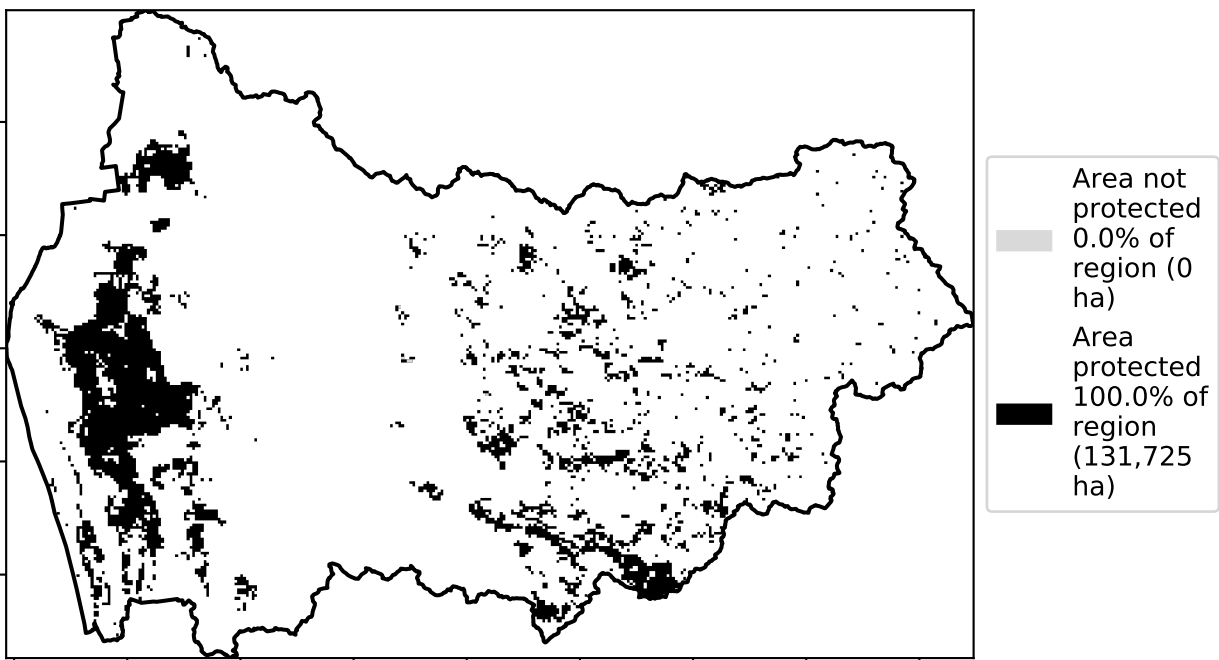 Area not
protected
0.0% of
region (0
ha)
Area
protected
100.0% of
region
(131,725
ha)